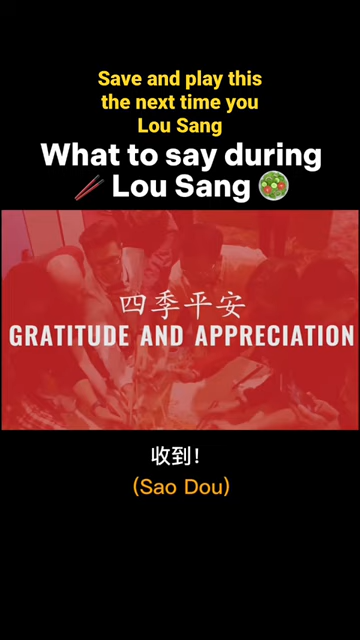 Save and play this
the next time you
Lou Sang
What to say during
🥢 Lou Sang 🥗
四季平安
GRATITUDE AND APPRECIATION
收到！
(Sao Dou)